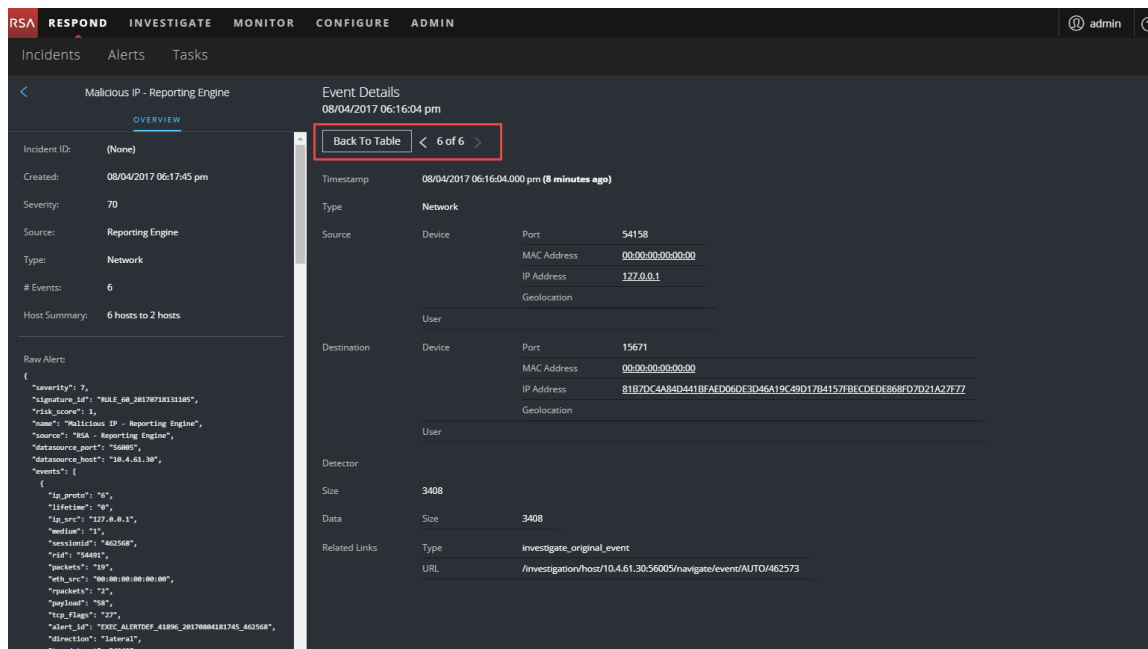 RSA RESPOND INVESTIGATE MONITOR CONFIGURE ADMIN admin
Incidents Alerts Tasks
Malicious IP - Reporting Engine
OVERVIEW
Incident ID: (None)
Created: 08/04/2017 06:17:45 pm
Severity: 70
Source: Reporting Engine
Type: Network
# Events: 6
Host Summary: 6 hosts to 2 hosts
Raw Alert:
{
"severity": 7,
"signature_id": "RULE_60_20170718131105",
"risk_score": 1,
"name": "Malicious IP - Reporting Engine",
"source": "RSA - Reporting Engine",
"datasource_port": "56005",
"datasource_host": "10.4.61.30",
"events": [
{
"ip_proto": "6",
"lifetime": "0",
"ip_src": "127.0.0.1",
"medium": "1",
"sessionid": "462568",
"rid": "54491",
"packets": "19",
"eth_src": "00:00:00:00:00:00",
"rpackets": "2",
"payload": "58",
"tcp_flags": "27",
"alert_id": "EXEC_ALERTDEF_41896_20170804181745_462568",
"direction": "lateral",
Event Details
08/04/2017 06:16:04 pm
Back To Table < 6 of 6 >
Timestamp 08/04/2017 06:16:04.000 pm (8 minutes ago)
Type Network
Source Device Port 54158
MAC Address 00:00:00:00:00:00
IP Address 127.0.0.1
Geolocation
User
Destination Device Port 15671
MAC Address 00:00:00:00:00:00
IP Address 81B7DC4A84D441BFAED06DE3D46A19C49D17B4157FBECDEDE868FD7D21A27F77
Geolocation
User
Detector
Size 3408
Data Size 3408
Related Links Type investigate_original_event
URL /investigation/host/10.4.61.30:56005/navigate/event/AUTO/462573